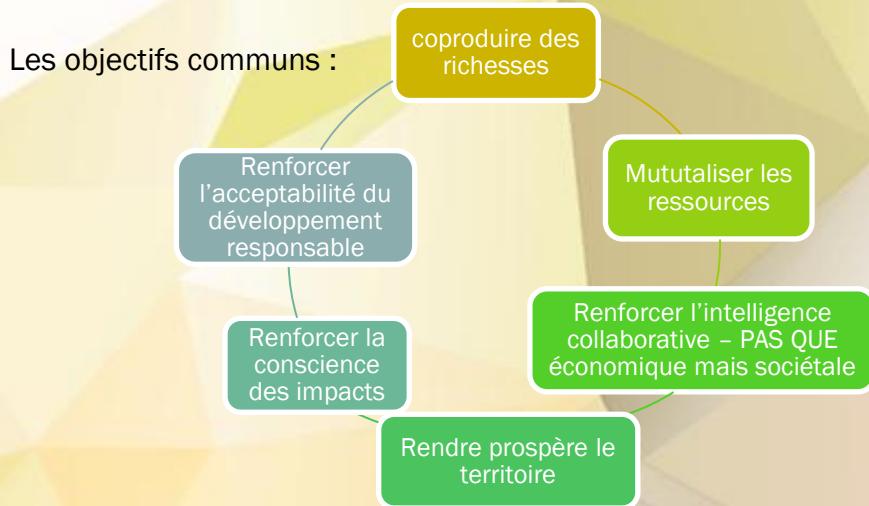 Les objectifs communs :
coproduire des
richesses
Mututaliser les
ressources
Renforcer l'intelligence
collaborative – PAS QUE
économique mais sociétale
Rendre prospère le
territoire
Renforcer la
conscience
des impacts
Renforcer
l'acceptabilité du
développement
responsable